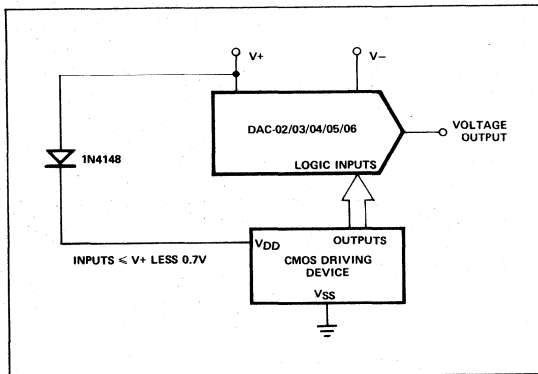 V+
V−
DAC-02/03/04/05/06
VOLTAGE
OUTPUT
LOGIC INPUTS
1N4148
INPUTS ≤ V+ LESS 0.7V
VDD
OUTPUTS
CMOS DRIVING
DEVICE
VSS